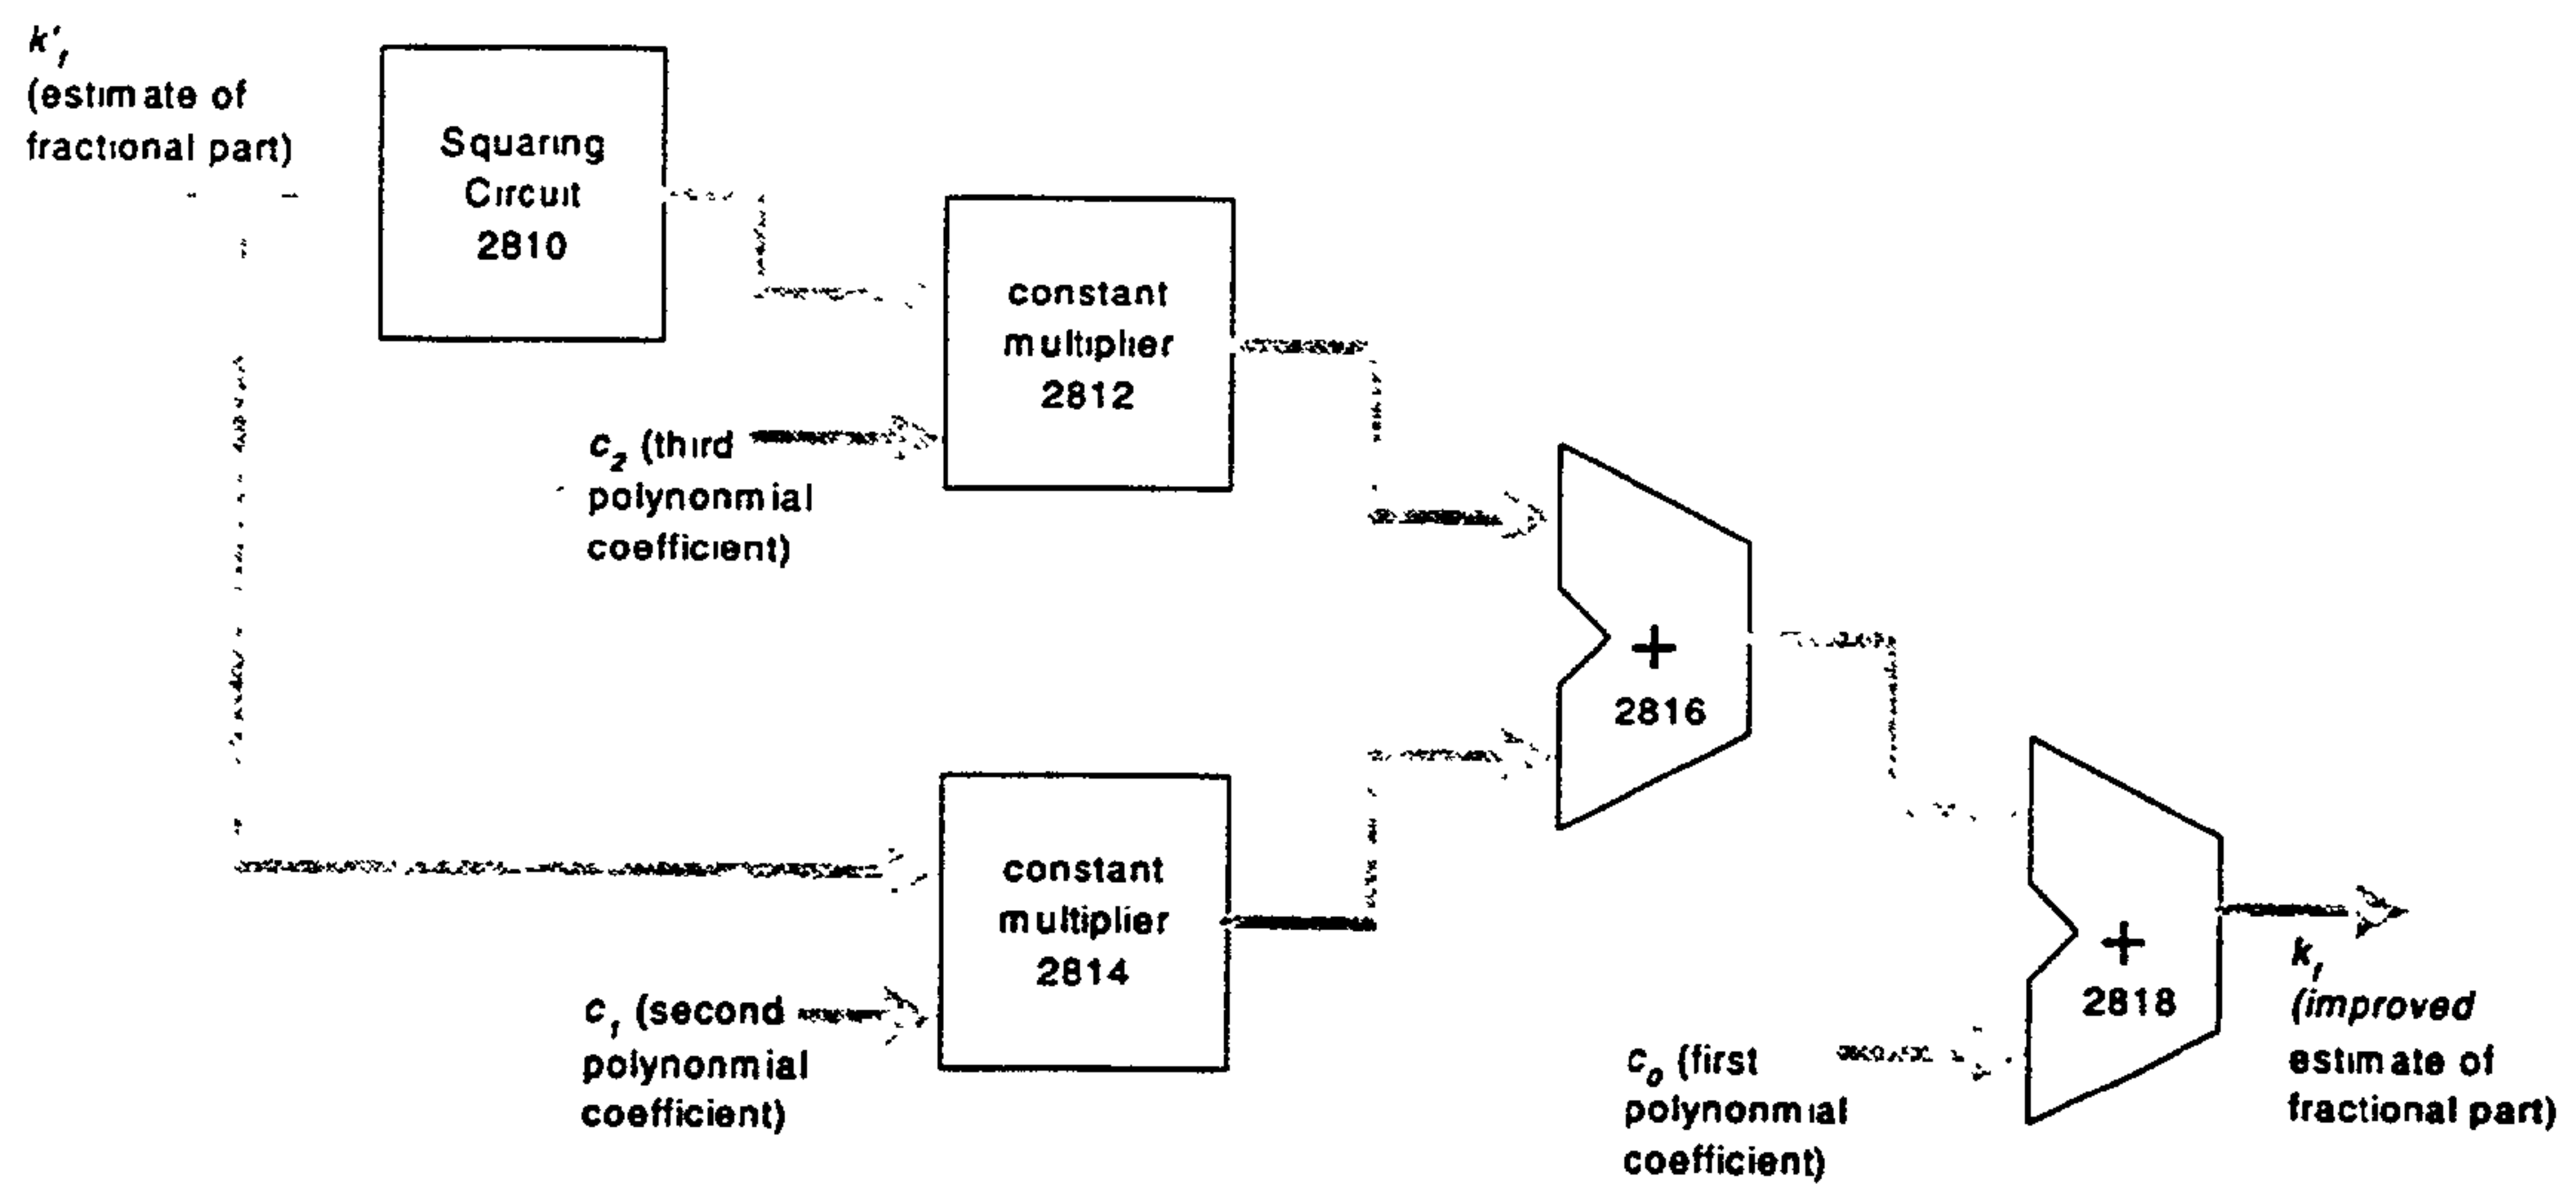 k'f
(estimate of
fractional part)
Squaring
Circuit
2810
constant
multiplier
2812
c2 (third
polynonmial
coefficient)
+
2816
constant
multiplier
2814
c1 (second
polynonmial
coefficient)
+
2818
c0 (first
polynonmial
coefficient)
kf
(improved
estimate of
fractional part)